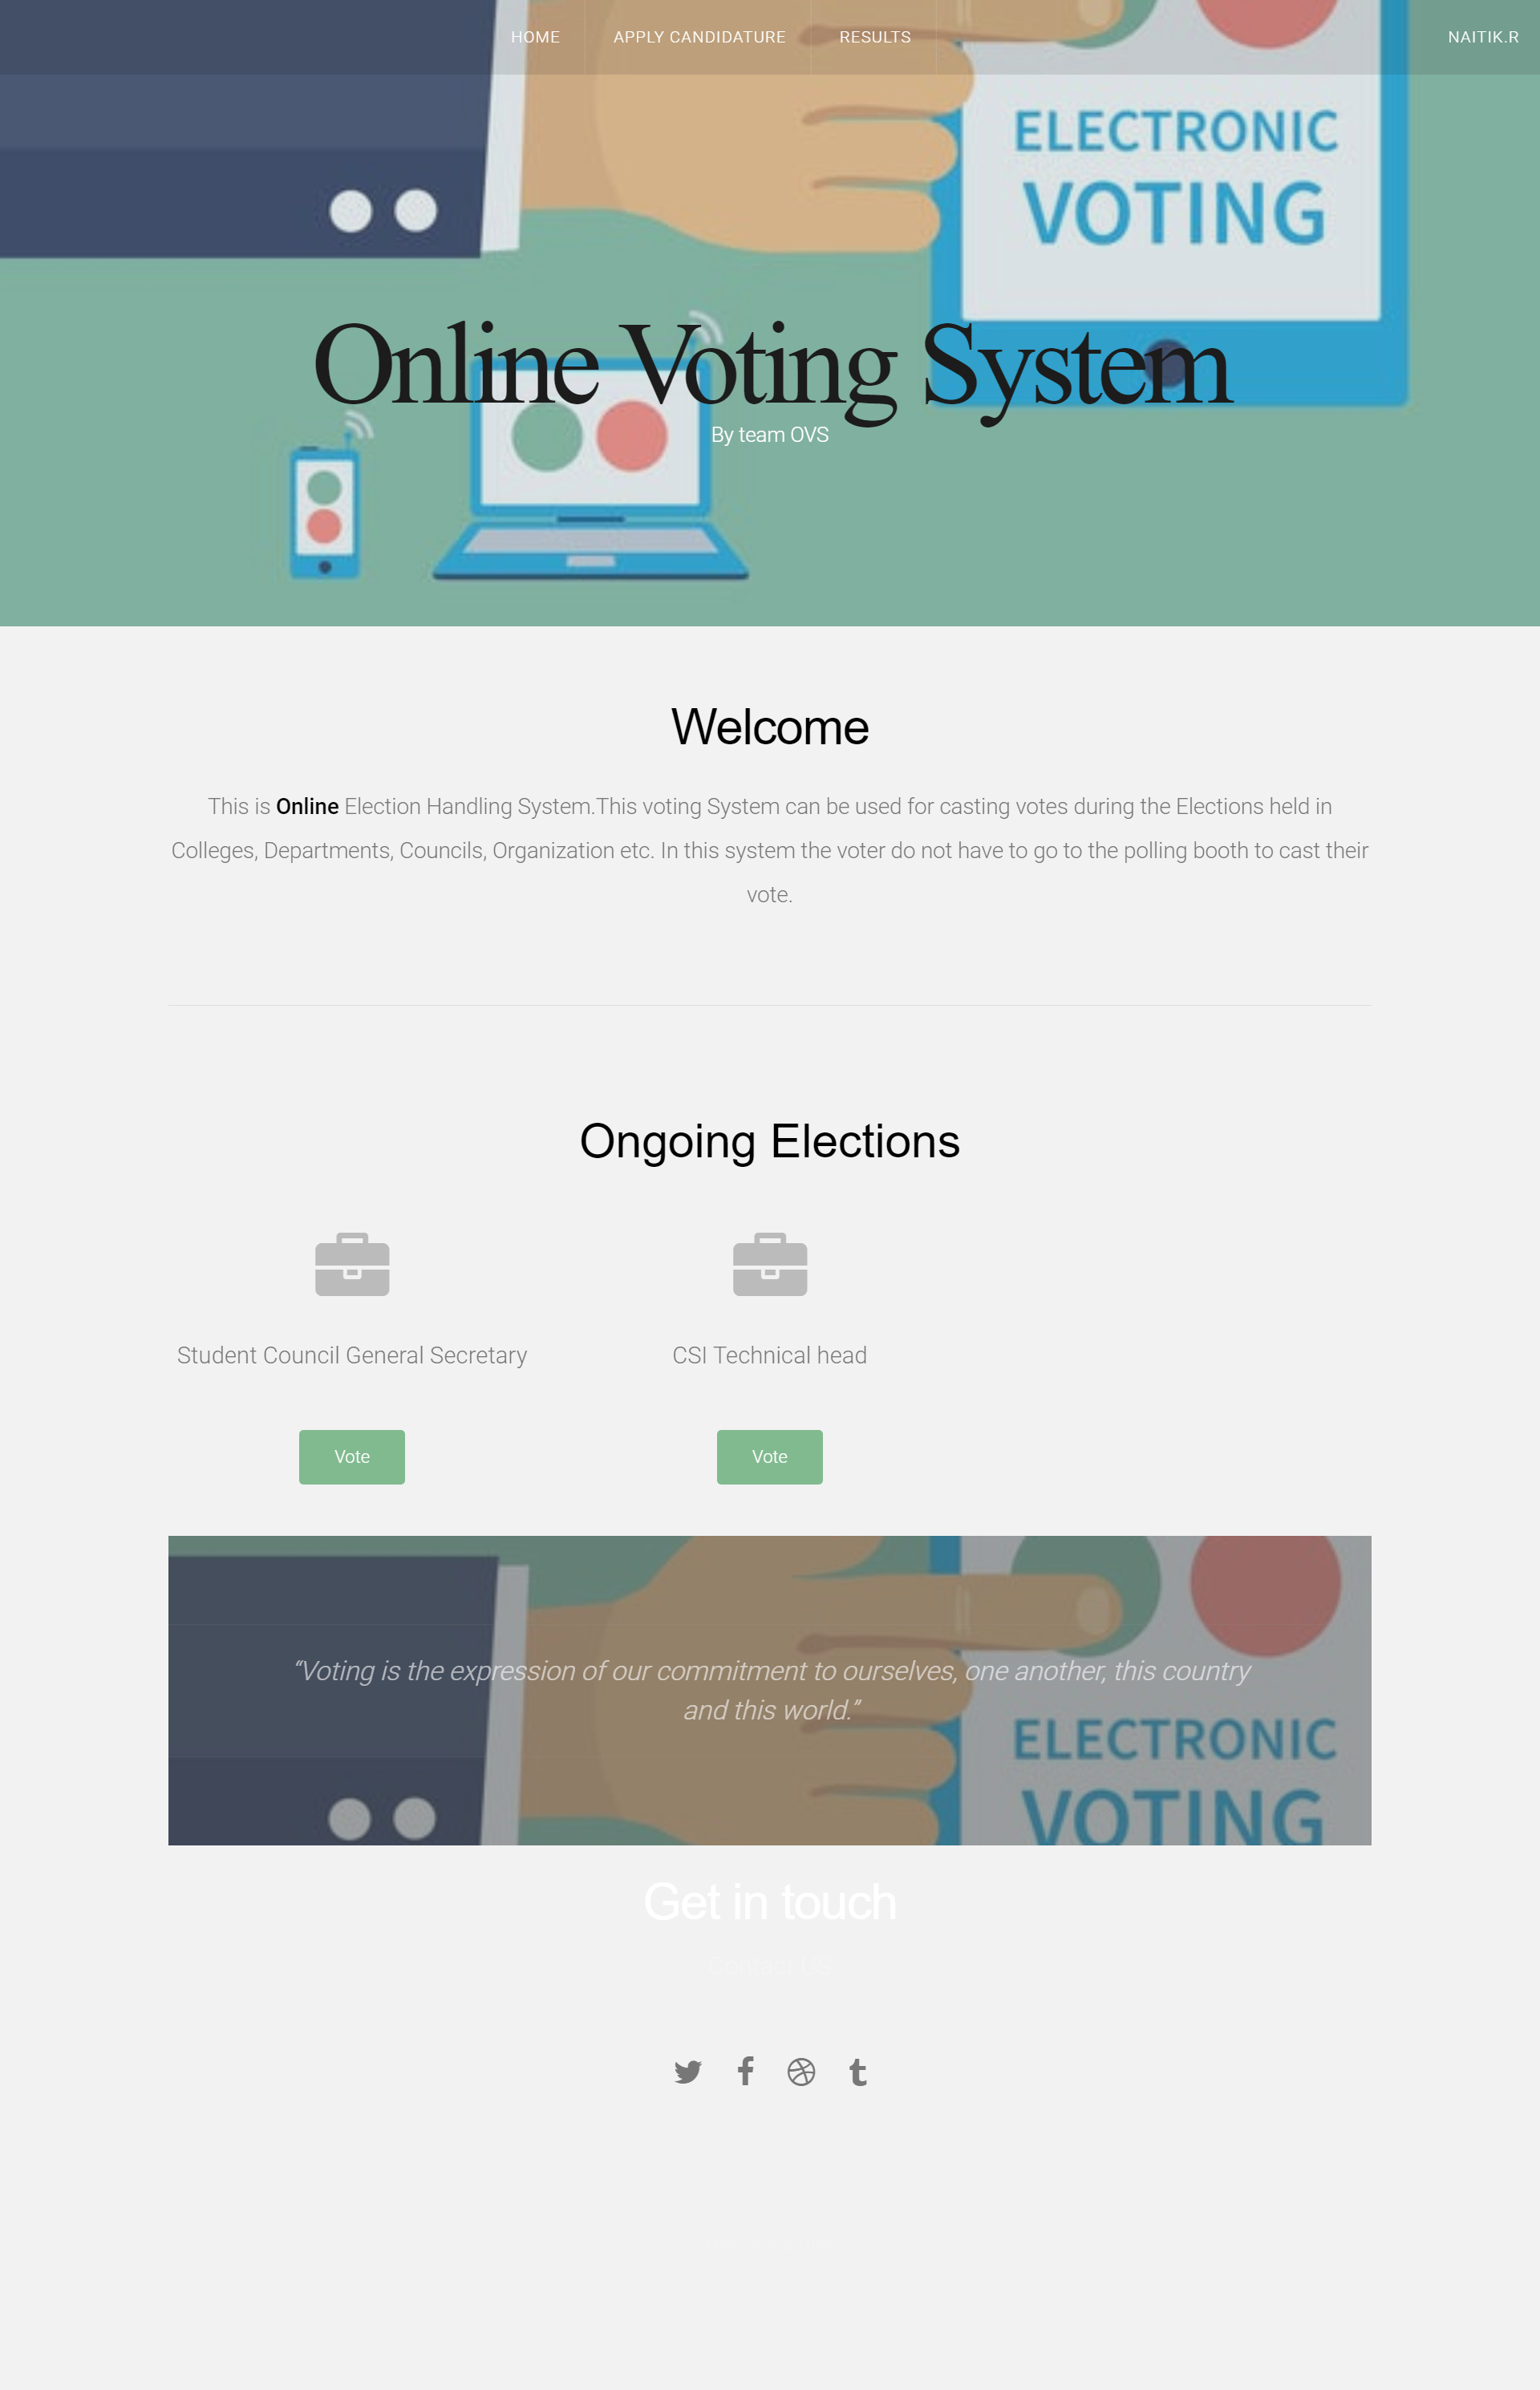 HOME APPLY CANDIDATURE RESULTS NAITIK.R
ELECTRONIC
VOTING
Online Voting System
By team OVS
Welcome
This is Online Election Handling System.This voting System can be used for casting votes during the Elections held in
Colleges, Departments, Councils, Organization etc. In this system the voter do not have to go to the polling booth to cast their
vote.
Ongoing Elections
Student Council General Secretary
CSI Technical head
Vote
Vote
“Voting is the expression of our commitment to ourselves, one another, this country
and this world.”
ELECTRONIC
VOTING
Get in touch